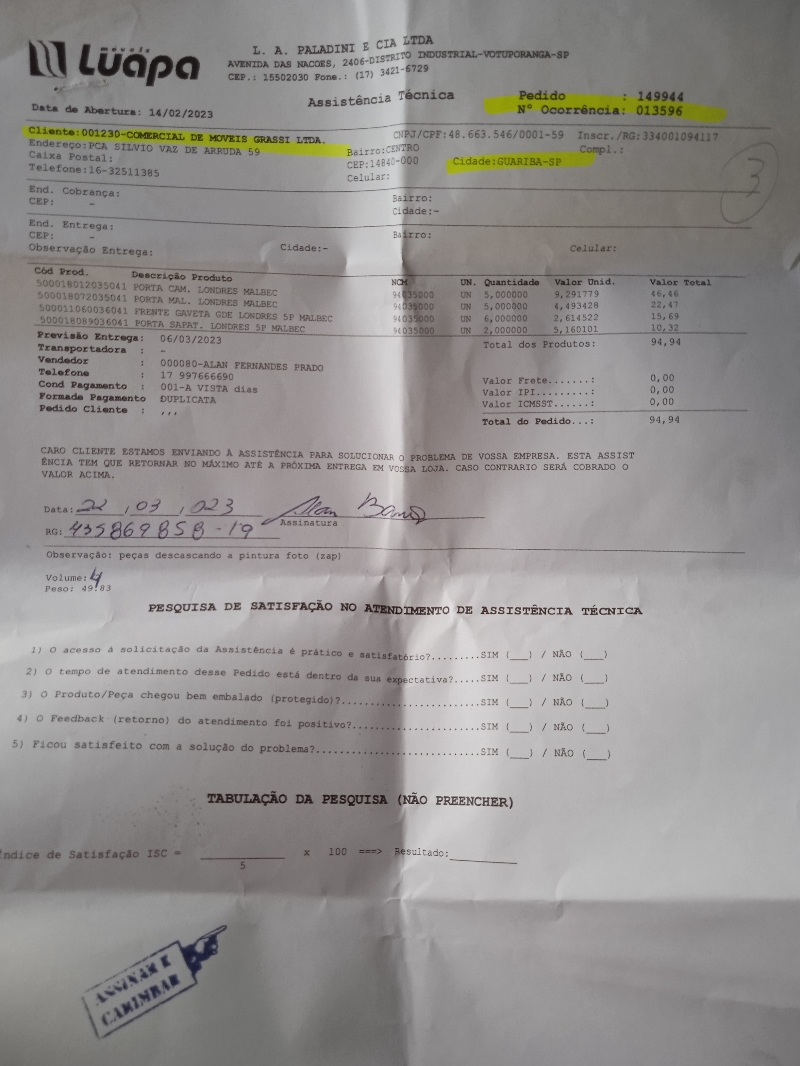 móveis
Lüapa
L. A. PALADINI E CIA LTDA
AVENIDA DAS NACOES, 2406-DISTRITO INDUSTRIAL-VOTUPORANGA-SP
CEP.: 15502030 Fone.: (17) 3421-6729
Data de Abertura: 14/02/2023
Assistência Técnica
Pedido : 149944
Nº Ocorrência: 013596
Cliente:001230-COMERCIAL DE MOVEIS GRASSI LTDA. CNPJ/CPF:48.663.546/0001-59 Inscr./RG:334001094117
Endereço:PCA SILVIO VAZ DE ARRUDA 59 Bairro:CENTRO Compl.:
Caixa Postal: CEP:14840-000 Cidade:GUARIBA-SP
Telefone:16-32511385 Celular:
3
End. Cobrança: Bairro:
CEP: - Cidade:-
End. Entrega:
CEP: - Bairro:
Observação Entrega: Cidade:- Celular:
Cód Prod. Descrição Produto NCM UN. Quantidade Valor Unid. Valor Total
500018012035041 PORTA CAM. LONDRES MALBEC 94035000 UN 5,000000 9,291779 46,46
500018072035041 PORTA MAL. LONDRES MALBEC 94035000 UN 5,000000 4,493428 22,47
500011060036041 FRENTE GAVETA GDE LONDRES 5P MALBEC 94035000 UN 6,000000 2,614522 15,69
500018089036041 PORTA SAPAT. LONDRES 5P MALBEC 94035000 UN 2,000000 5,160101 10,32
Previsão Entrega: 06/03/2023 Total dos Produtos: 94,94
Transportadora : -
Vendedor : 000080-ALAN FERNANDES PRADO
Telefone : 17 997666690 Valor Frete.......: 0,00
Cond Pagamento : 001-A VISTA dias Valor IPI.........: 0,00
Formade Pagamento : DUPLICATA Valor ICMSST......: 0,00
Pedido Cliente : ,,, Total do Pedido...: 94,94
CARO CLIENTE ESTAMOS ENVIANDO À ASSISTÊNCIA PARA SOLUCIONAR O PROBLEMA DE VOSSA EMPRESA. ESTA ASSIST
ÊNCIA TEM QUE RETORNAR NO MÁXIMO ATÉ A PRÓXIMA ENTREGA EM VOSSA LOJA. CASO CONTRARIO SERÁ COBRADO O
VALOR ACIMA.
Data: 22 , 03 , 023
Assinatura
RG: 435869858-19
Observação: peças descascando a pintura foto (zap)
Volume: 4
Peso: 49.83
PESQUISA DE SATISFAÇÃO NO ATENDIMENTO DE ASSISTÊNCIA TÉCNICA
1) O acesso à solicitação da Assistência é prático e satisfatório?.........SIM (___) / NÃO (___)
2) O tempo de atendimento desse Pedido está dentro da sua expectativa?.....SIM (___) / NÃO (___)
3) O Produto/Peça chegou bem embalado (protegido)?.........................SIM (___) / NÃO (___)
4) O Feedback (retorno) do atendimento foi positivo?.......................SIM (___) / NÃO (___)
5) Ficou satisfeito com a solução do problema?.............................SIM (___) / NÃO (___)
TABULAÇÃO DA PESQUISA (NÃO PREENCHER)
Índice de Satisfação ISC = __________ x 100 ===> Resultado:________
5
ASSINAR E
CARIMBAR